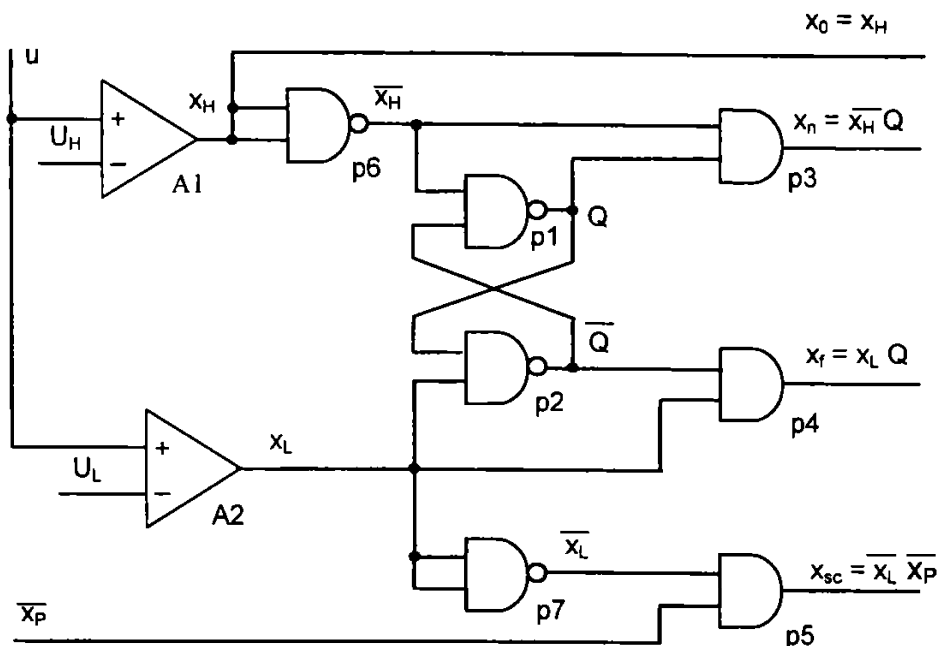 x₀ = x_H
u
x_H
x̅_H̅
U_H
A1
p6
xₙ = x̅_H̅ Q
p3
p1
Q
Q̅
p2
x_f = x_L Q
p4
x_L
U_L
A2
x̅_L̅
p7
x_sc = x̅_L̅ x̅_P̅
p5
x̅_P̅